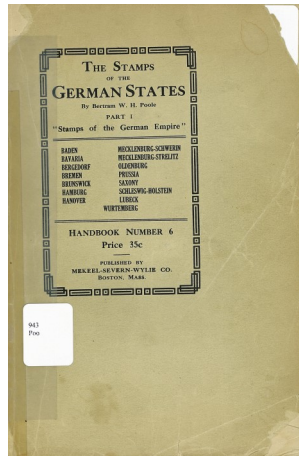 THE STAMPS
OF THE
GERMAN STATES
By Bertram W. H. Poole
PART 1
"Stamps of the German Empire"
BADEN MECKLENBURG-SCHWERIN
BAVARIA MECKLENBURG-STRELITZ
BERGEDORF OLDENBURG
BREMEN PRUSSIA
BRUNSWICK SAXONY
HAMBURG SCHLESWIG-HOLSTEIN
HANOVER LUBECK
WURTEMBERG
HANDBOOK NUMBER 6
Price 35c
PUBLISHED BY
MEKEEL-SEVERN-WYLIE CO.
BOSTON, MASS.
943
Poo